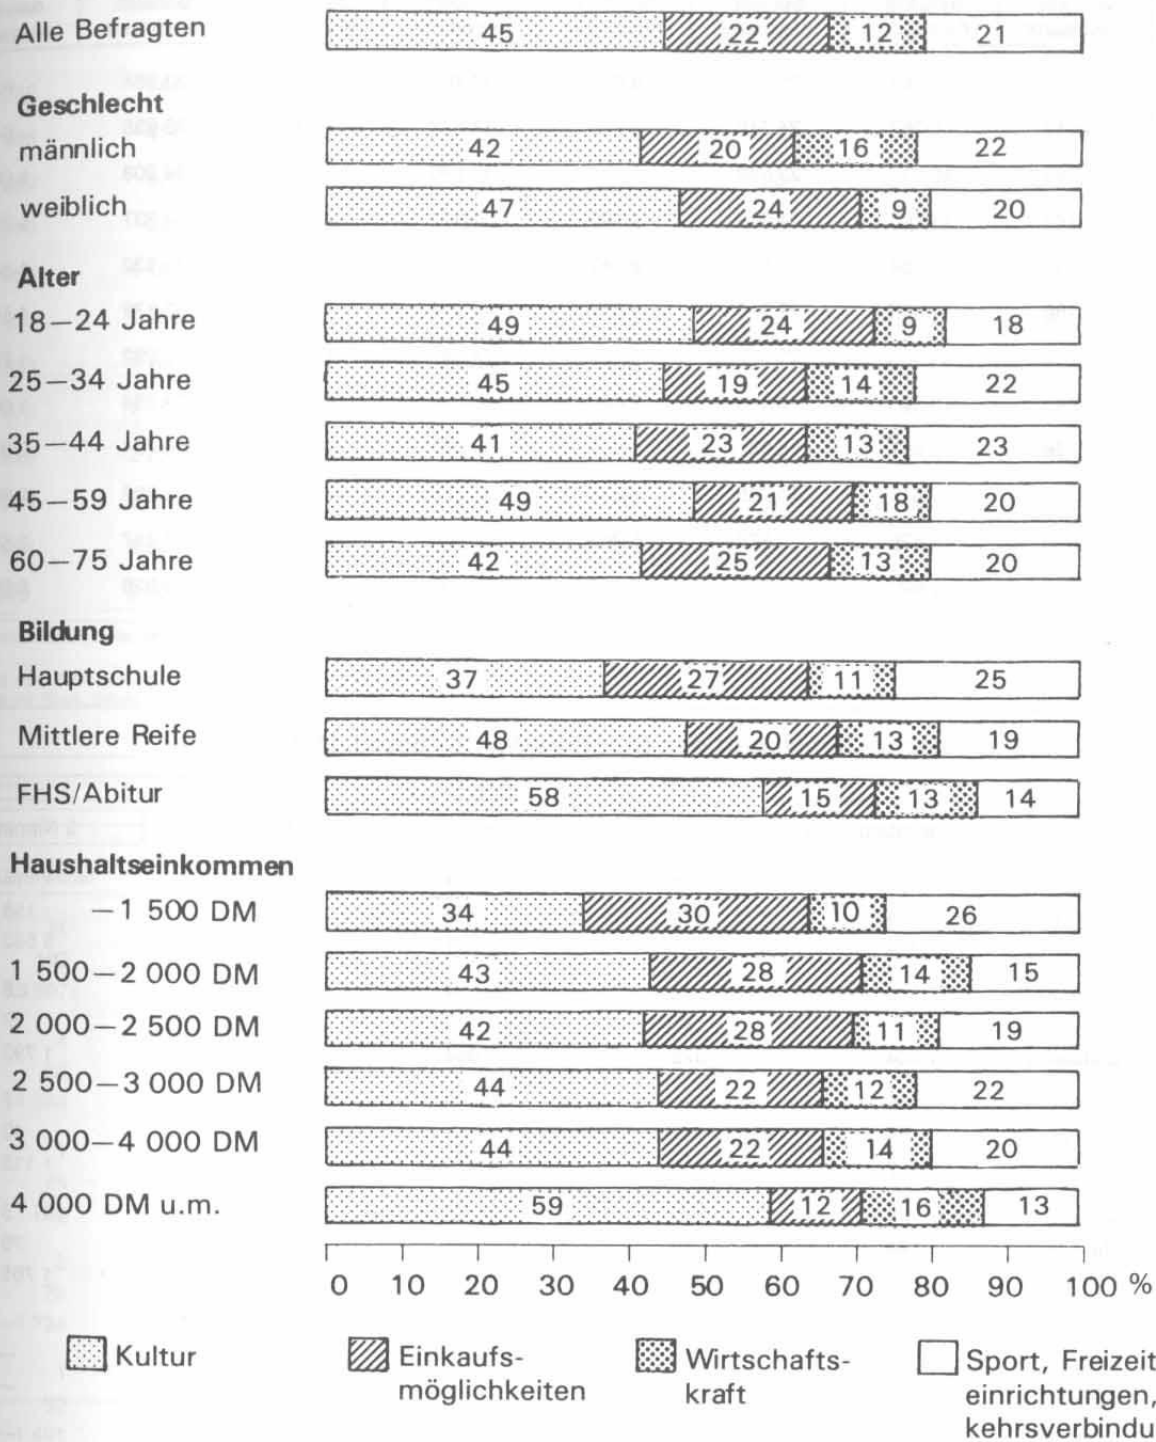 Alle Befragten 45 22 12 21
Geschlecht
männlich 42 20 16 22
weiblich 47 24 9 20
Alter
18—24 Jahre 49 24 9 18
25—34 Jahre 45 19 14 22
35—44 Jahre 41 23 13 23
45—59 Jahre 49 21 18 20
60—75 Jahre 42 25 13 20
Bildung
Hauptschule 37 27 11 25
Mittlere Reife 48 20 13 19
FHS/Abitur 58 15 13 14
Haushaltseinkommen
—1 500 DM 34 30 10 26
1 500—2 000 DM 43 28 14 15
2 000—2 500 DM 42 28 11 19
2 500—3 000 DM 44 22 12 22
3 000—4 000 DM 44 22 14 20
4 000 DM u.m. 59 12 16 13
0 10 20 30 40 50 60 70 80 90 100 %
Kultur
Einkaufs-
möglichkeiten
Wirtschafts-
kraft
Sport, Freizeit
einrichtungen,
kehrsverbindu